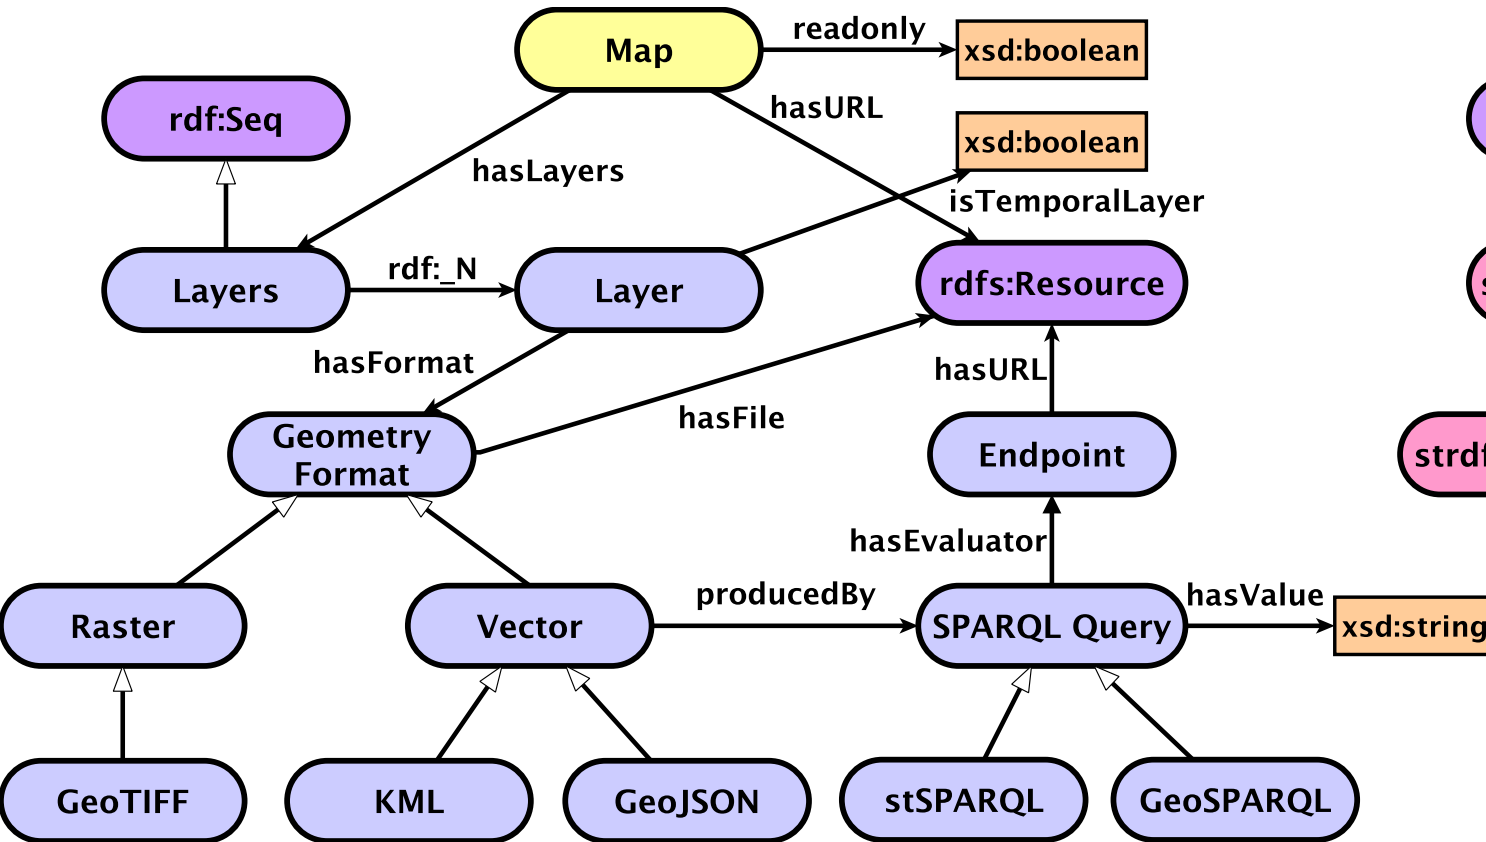 Map
readonly
xsd:boolean
rdf:Seq
hasURL
xsd:boolean
hasLayers
isTemporalLayer
Layers
rdf:_N
Layer
rdfs:Resource
hasFormat
hasURL
hasFile
Geometry
Format
Endpoint
strdf
hasEvaluator
producedBy
hasValue
Raster
Vector
SPARQL Query
xsd:string
GeoTIFF
KML
GeoJSON
stSPARQL
GeoSPARQL